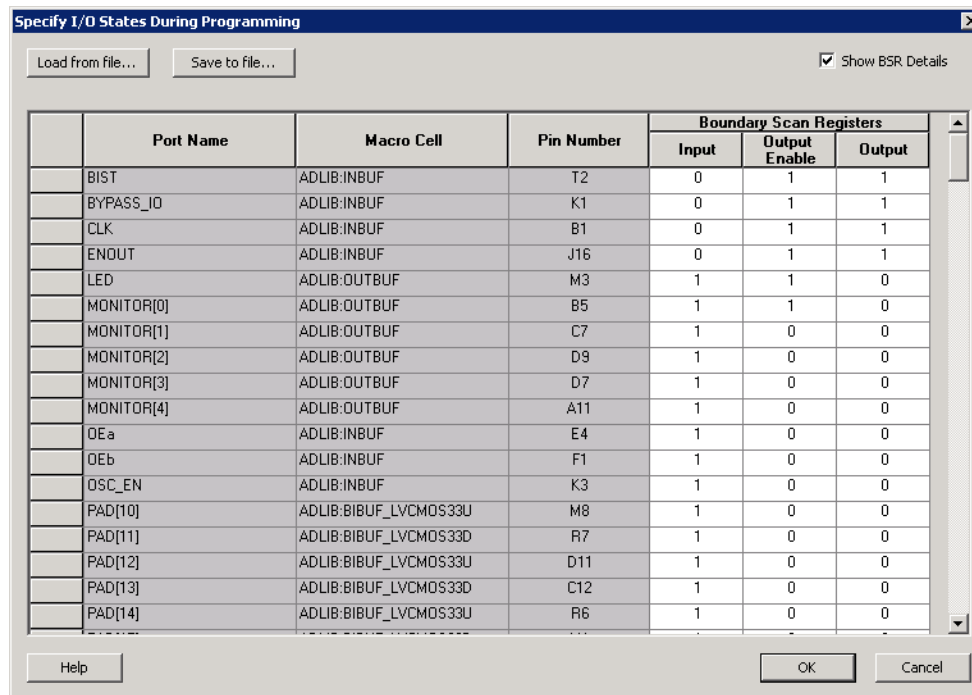 Specify I/O States During Programming
Load from file... Save to file... Show BSR Details
Port Name Macro Cell Pin Number Boundary Scan Registers
Input Output Enable Output
BIST ADLIB:INBUF T2 0 1 1
BYPASS_IO ADLIB:INBUF K1 0 1 1
CLK ADLIB:INBUF B1 0 1 1
ENOUT ADLIB:INBUF J16 0 1 1
LED ADLIB:OUTBUF M3 1 1 0
MONITOR[0] ADLIB:OUTBUF B5 1 1 0
MONITOR[1] ADLIB:OUTBUF C7 1 0 0
MONITOR[2] ADLIB:OUTBUF D9 1 0 0
MONITOR[3] ADLIB:OUTBUF D7 1 0 0
MONITOR[4] ADLIB:OUTBUF A11 1 0 0
OEa ADLIB:INBUF E4 1 0 0
OEb ADLIB:INBUF F1 1 0 0
OSC_EN ADLIB:INBUF K3 1 0 0
PAD[10] ADLIB:BIBUF_LVCMOS33U M8 1 0 0
PAD[11] ADLIB:BIBUF_LVCMOS33D R7 1 0 0
PAD[12] ADLIB:BIBUF_LVCMOS33U D11 1 0 0
PAD[13] ADLIB:BIBUF_LVCMOS33D C12 1 0 0
PAD[14] ADLIB:BIBUF_LVCMOS33U R6 1 0 0
Help OK Cancel